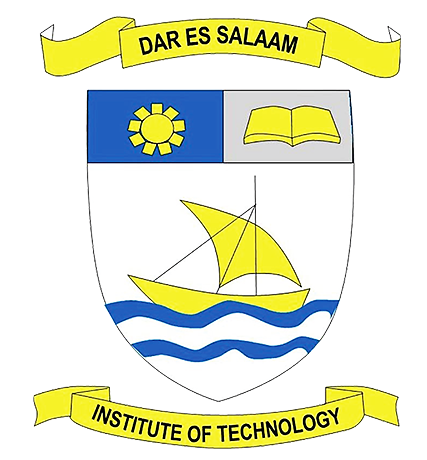 DAR ES SALAAM
INSTITUTE OF TECHNOLOGY